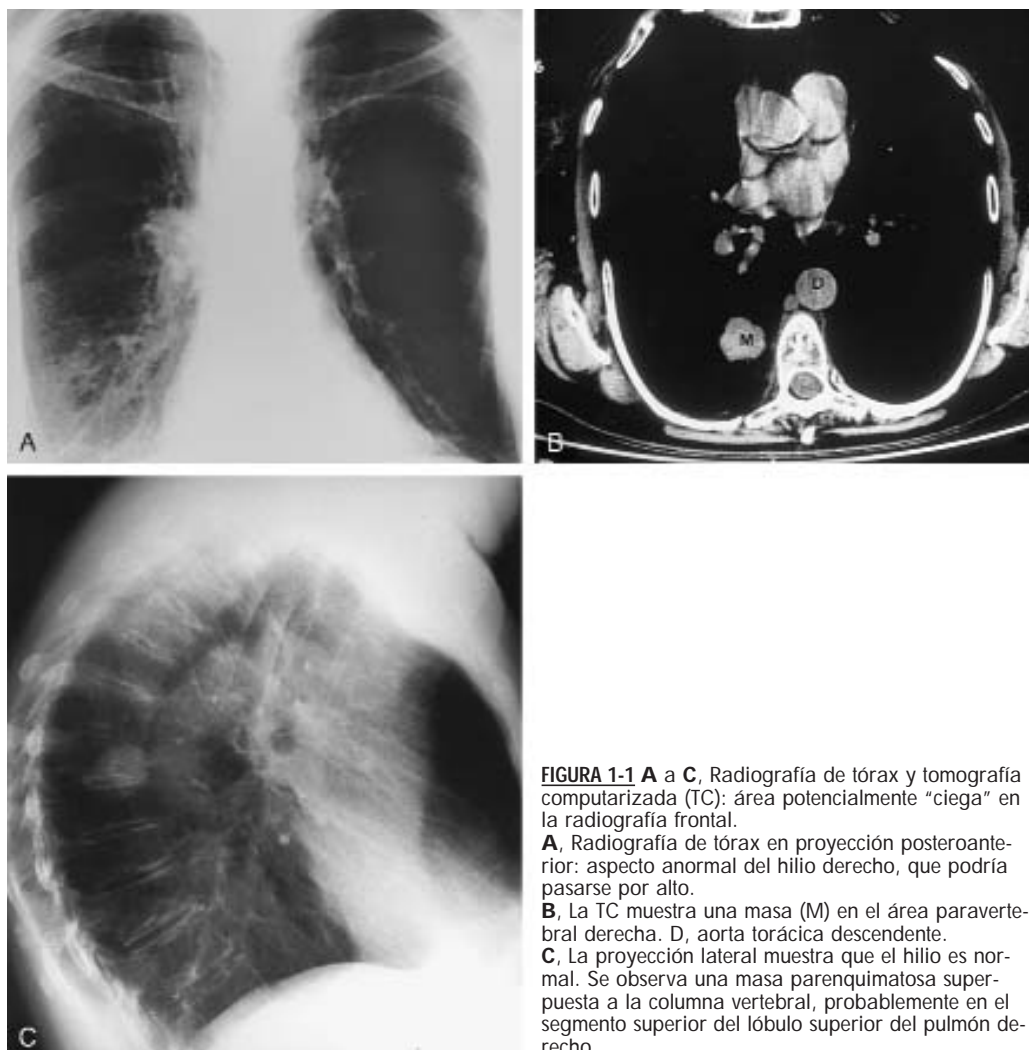 A
B
D
M
C
FIGURA 1-1 A a C, Radiografía de tórax y tomografía
computarizada (TC): área potencialmente “ciega” en
la radiografía frontal.
A, Radiografía de tórax en proyección posteroante-
rior: aspecto anormal del hilio derecho, que podría
pasarse por alto.
B, La TC muestra una masa (M) en el área paraverte-
bral derecha. D, aorta torácica descendente.
C, La proyección lateral muestra que el hilio es nor-
mal. Se observa una masa parenquimatosa super-
puesta a la columna vertebral, probablemente en el
segmento superior del lóbulo superior del pulmón de-
recho.